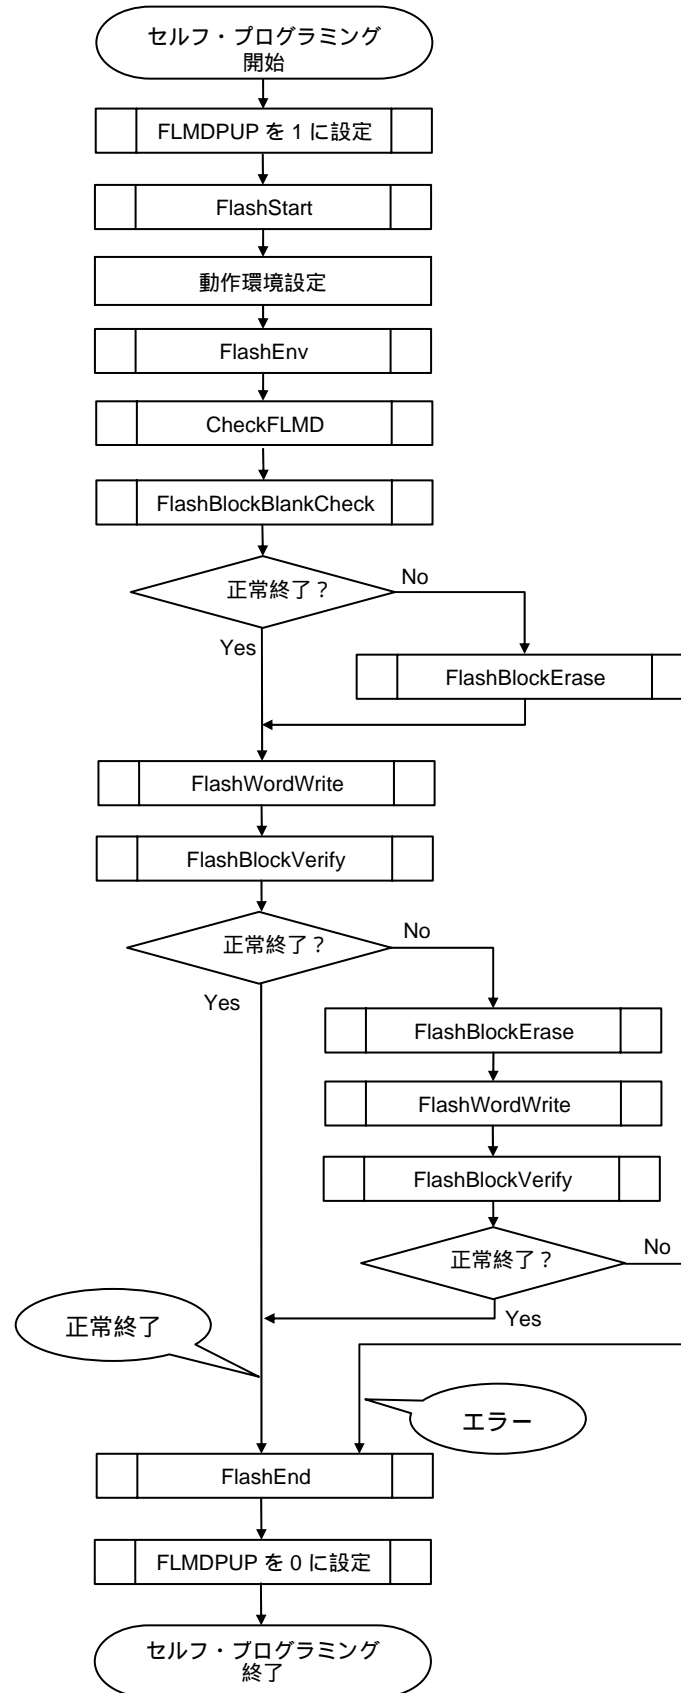 セルフ・プログラミング
開始
FLMDPUP を 1 に設定
FlashStart
動作環境設定
FlashEnv
CheckFLMD
FlashBlockBlankCheck
正常終了？
No
Yes
FlashBlockErase
FlashWordWrite
FlashBlockVerify
正常終了？
No
Yes
FlashBlockErase
FlashWordWrite
FlashBlockVerify
正常終了？
No
Yes
正常終了
エラー
FlashEnd
FLMDPUP を 0 に設定
セルフ・プログラミング
終了